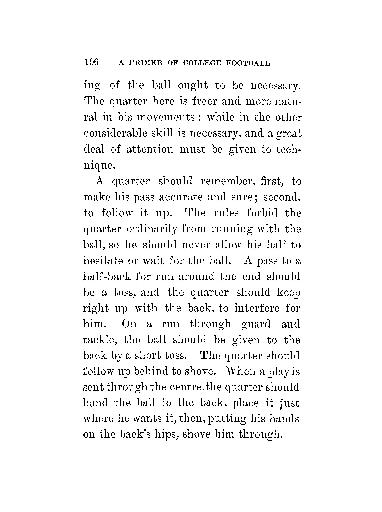 106 A PRIMER OF COLLEGE FOOTBALL
ing of the ball ought to be necessary.
The quarter here is freer and more natu-
ral in his movements; while in the other
considerable skill is necessary, and a great
deal of attention must be given to tech-
nique.
A quarter should remember, first, to
make his pass accurate and sure; second,
to follow it up. The rules forbid the
quarter ordinarily from running with the
ball, so he should never allow his half to
hesitate or wait for the ball. A pass to a
half-back for run around the end should
be a toss, and the quarter should keep
right up with the back, to interfere for
him. On a run through guard and
tackle, the ball should be given to the
back by a short toss. The quarter should
follow up behind to shove. When a play is
sent through the centre, the quarter should
hand the ball to the back, place it just
where he wants it, then, putting his hands
on the back's hips, shove him through.